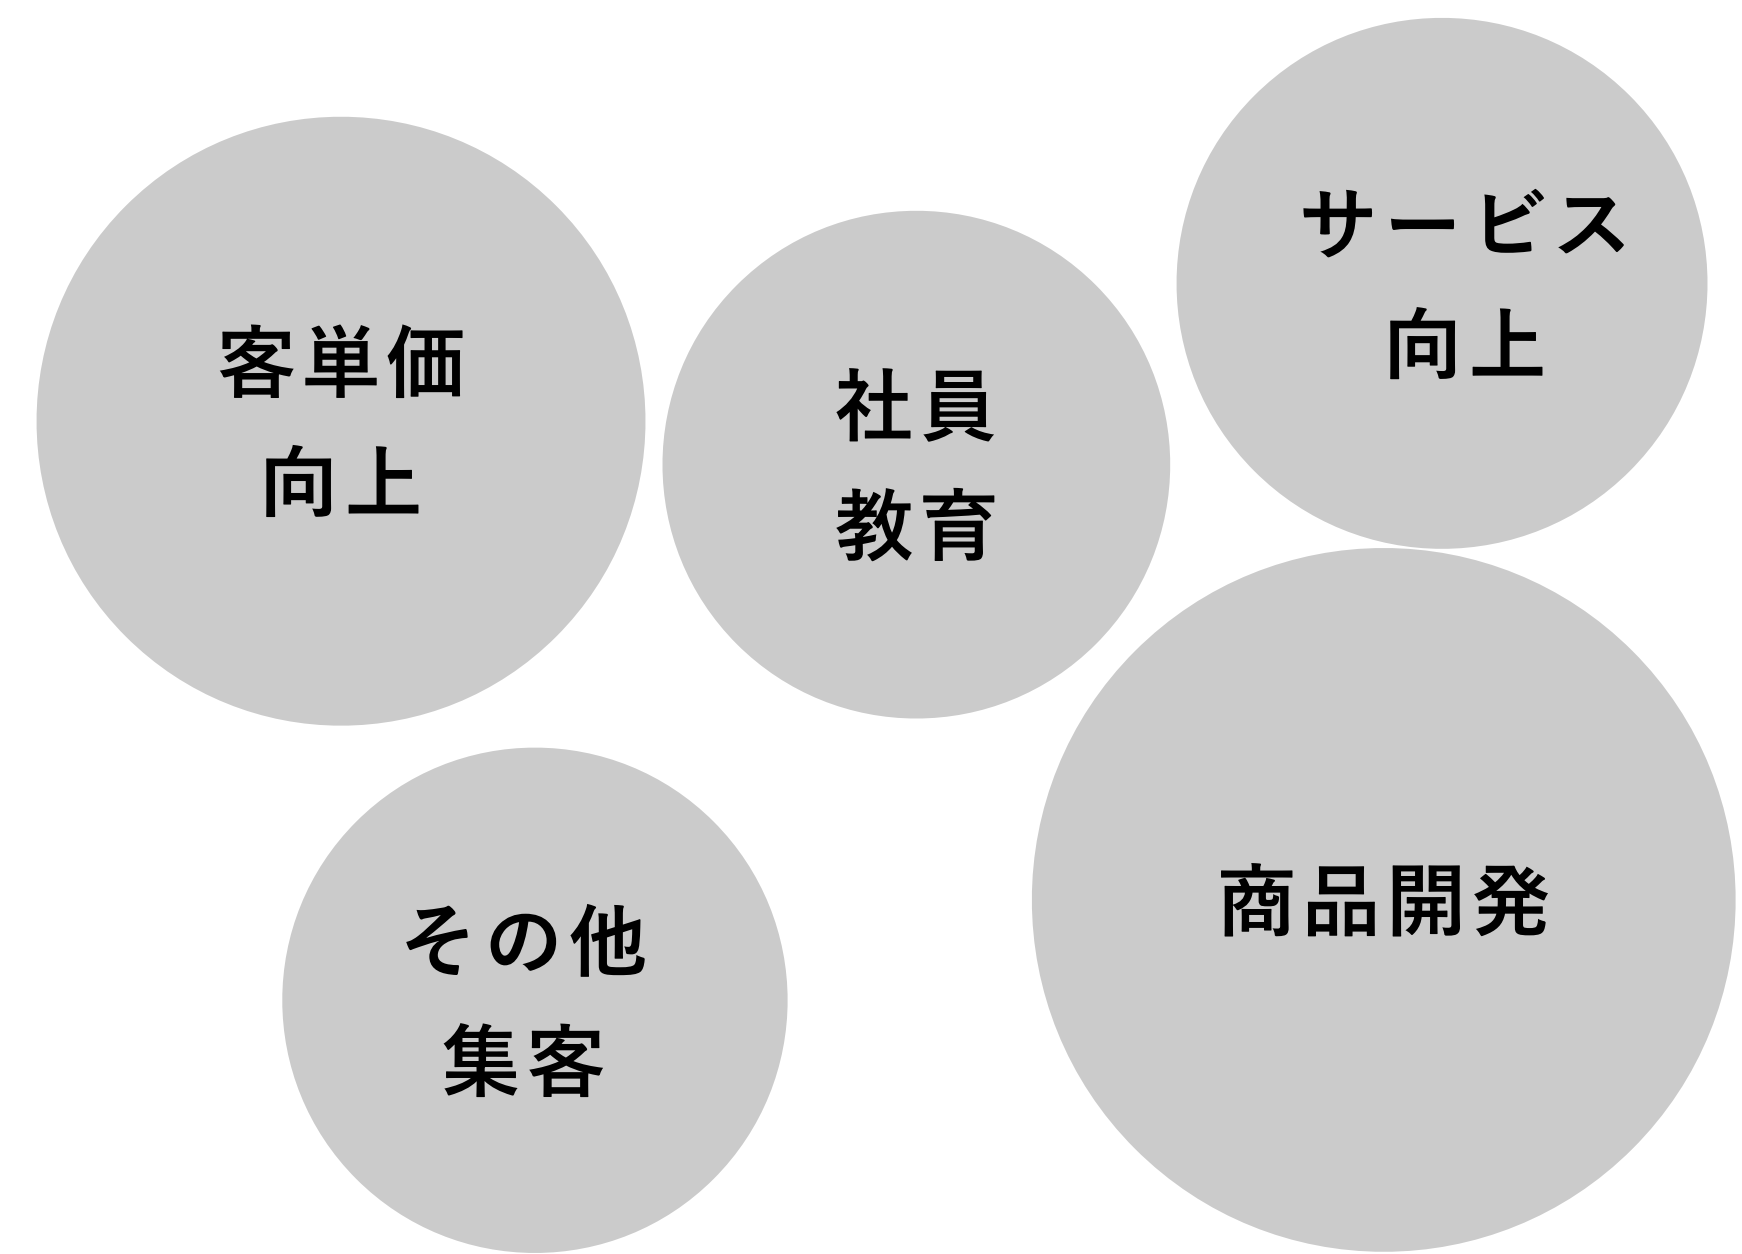 客単価
向上
社員
教育
サービス
向上
その他
集客
商品開発